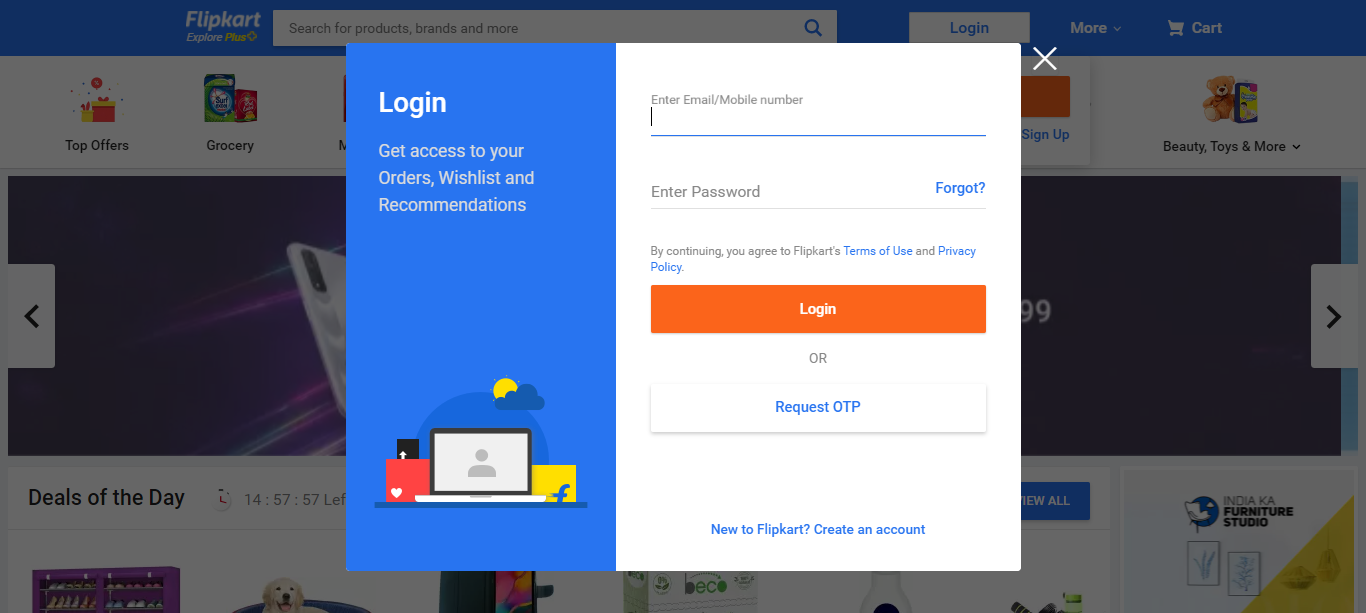 Flipkart
Explore Plus
Search for products, brands and more
Login
More
Cart
Top Offers
Grocery
Sign Up
Beauty, Toys & More
Login
Get access to your
Orders, Wishlist and
Recommendations
Enter Email/Mobile number
Enter Password
Forgot?
By continuing, you agree to Flipkart's Terms of Use and Privacy
Policy.
Login
OR
Request OTP
New to Flipkart? Create an account
99
Deals of the Day
14 : 57 : 57 Lef
VIEW ALL
INDIA KA
FURNITURE
STUDIO
beco